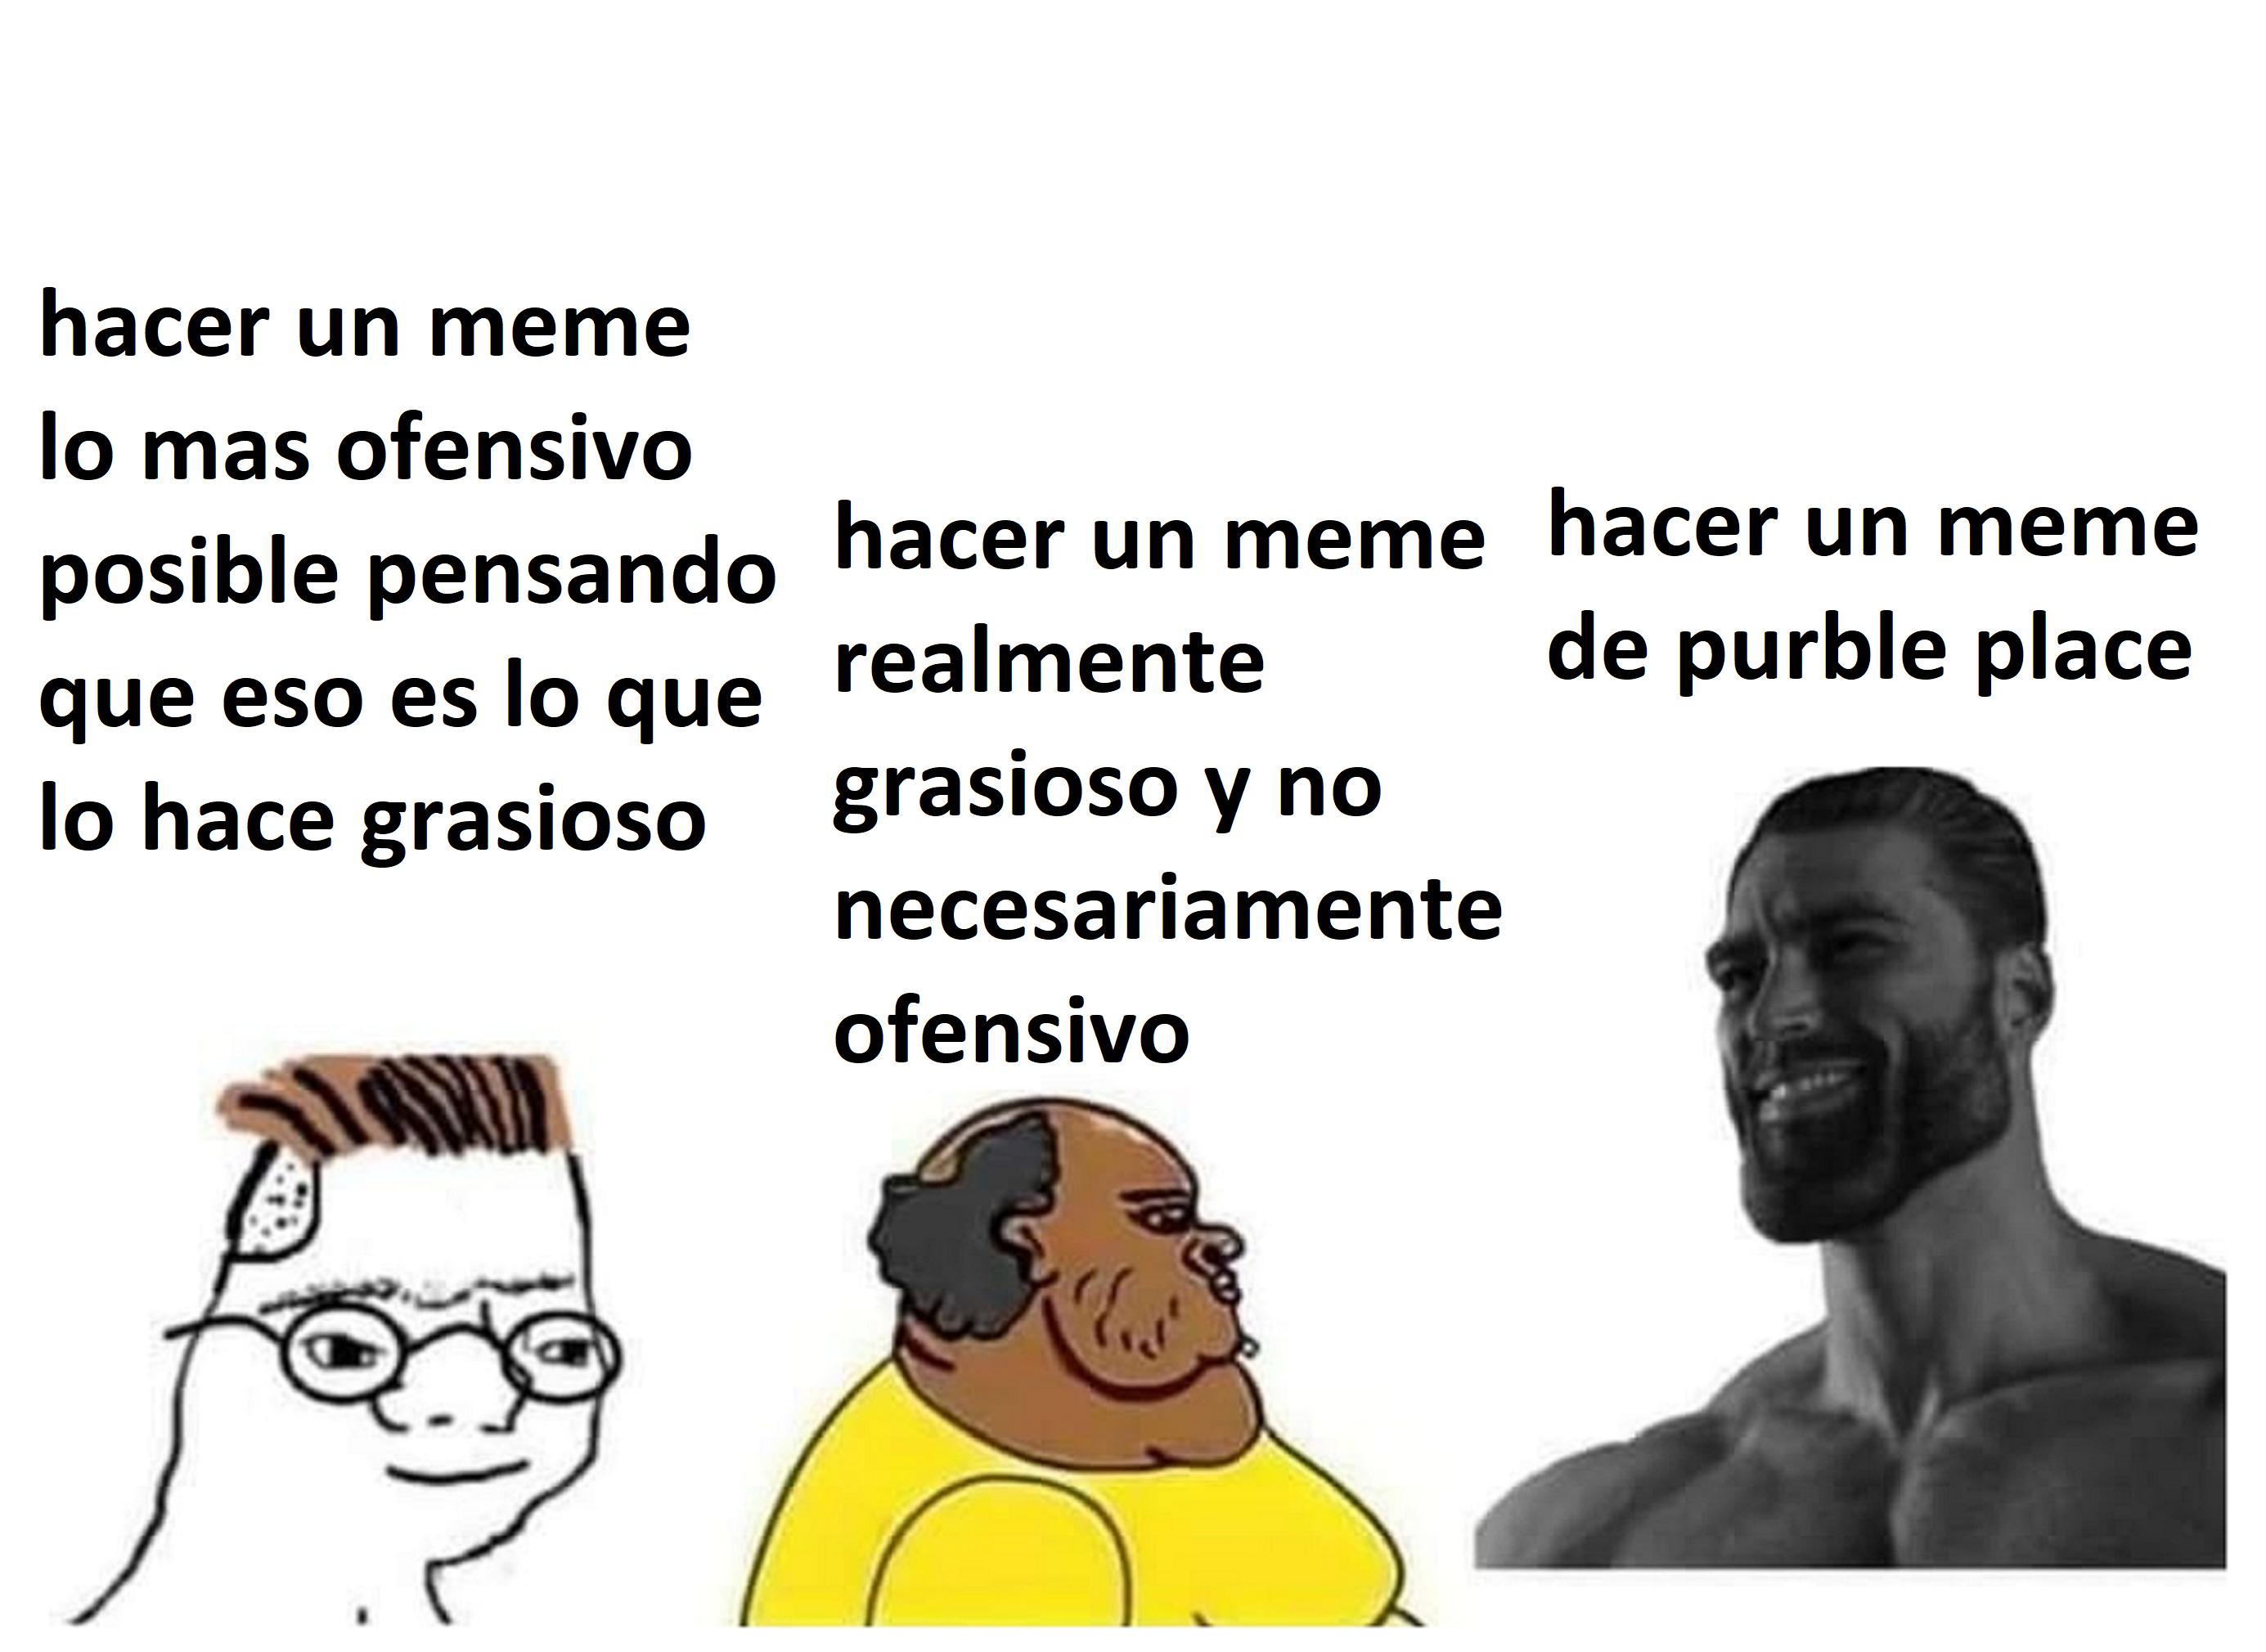 hacer un meme
lo mas ofensivo
posible pensando
que eso es lo que
lo hace grasioso
hacer un meme
realmente
grasioso y no
necesariamente
ofensivo
hacer un meme
de purble place